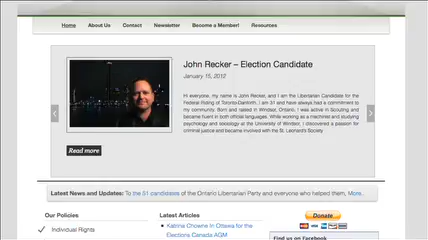 Home About Us Contact Newsletter Become a Member! Resources
John Recker – Election Candidate
January 15, 2012
Hi everyone, my name is John Recker, and I am the Libertarian Candidate for the
Federal Riding of Toronto-Danforth. I am 31 and have always had a commitment to
my community. Born and raised in Windsor, Ontario, I was active in Scouting and
became fluent in both official languages. While working as a machinist and studying
psychology and sociology at the University of Windsor, I discovered a passion for
criminal justice and became involved with the St. Leonard's Society
Read more
Latest News and Updates: To the 51 candidates of the Ontario Libertarian Party and everyone who helped them, More..
Our Policies
Individual Rights
Latest Articles
Katrina Chowne In Ottawa for the
Elections Canada AGM
Donate
VISA
Find us on Facebook